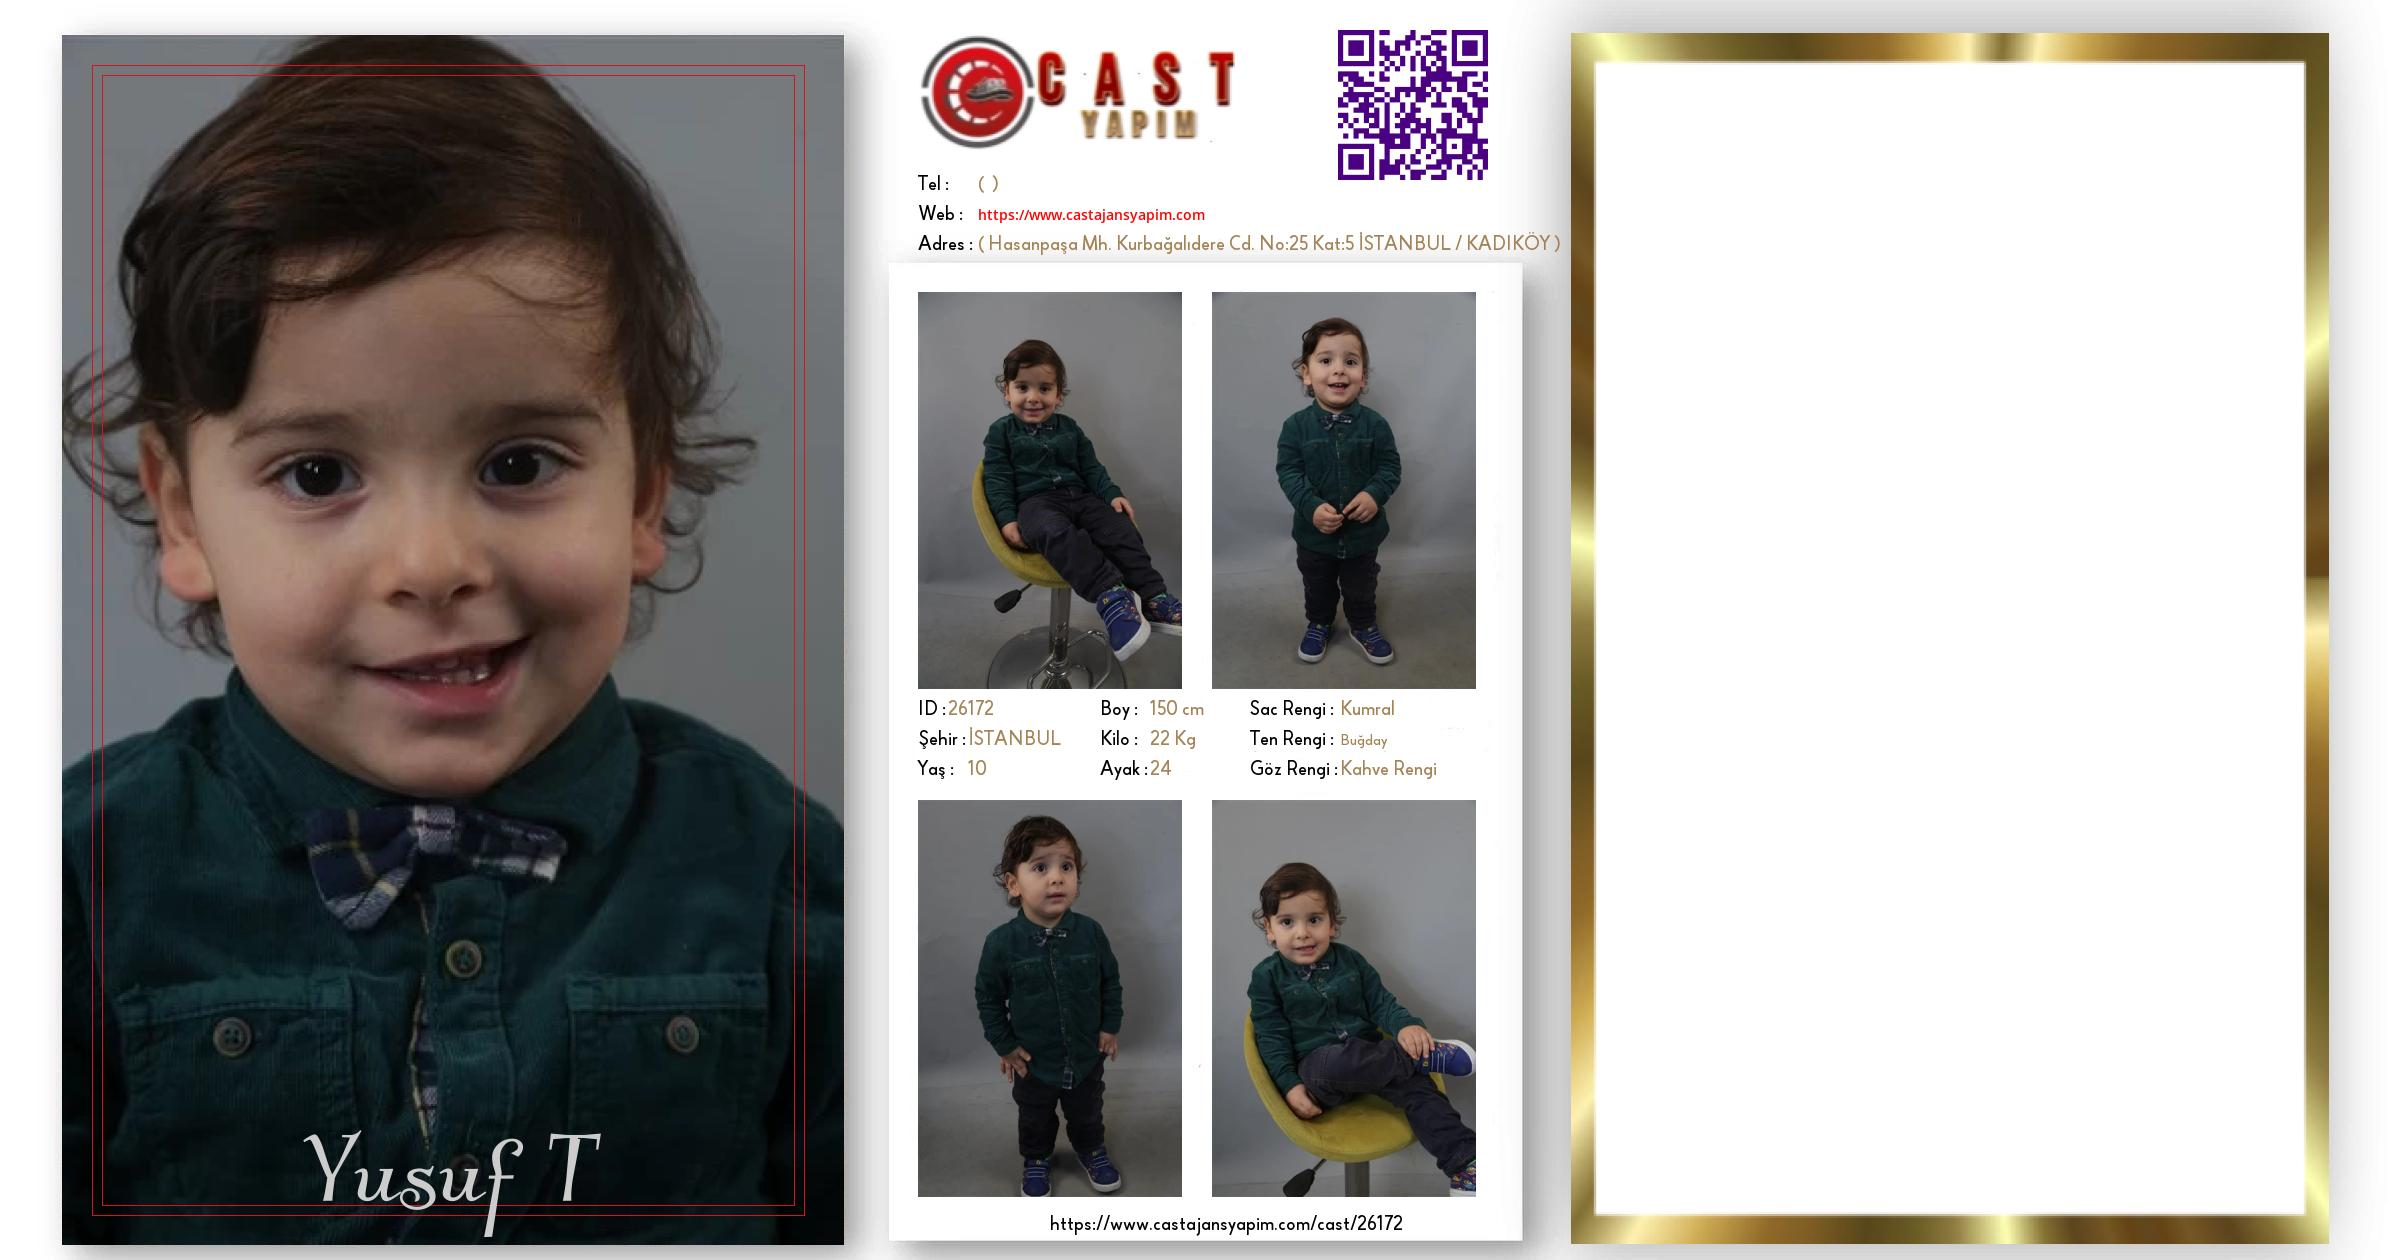 Yusuf T
CAST
YAPIM
Tel : ( )
Web : https://www.castajansyapim.com
Adres : ( Hasanpaşa Mh. Kurbağalıdere Cd. No:25 Kat:5 İSTANBUL / KADIKÖY )
ID : 26172 Boy : 150 cm Sac Rengi : Kumral
Şehir : İSTANBUL Kilo : 22 Kg Ten Rengi : Buğday
Yaş : 10 Ayak : 24 Göz Rengi : Kahve Rengi
https://www.castajansyapim.com/cast/26172